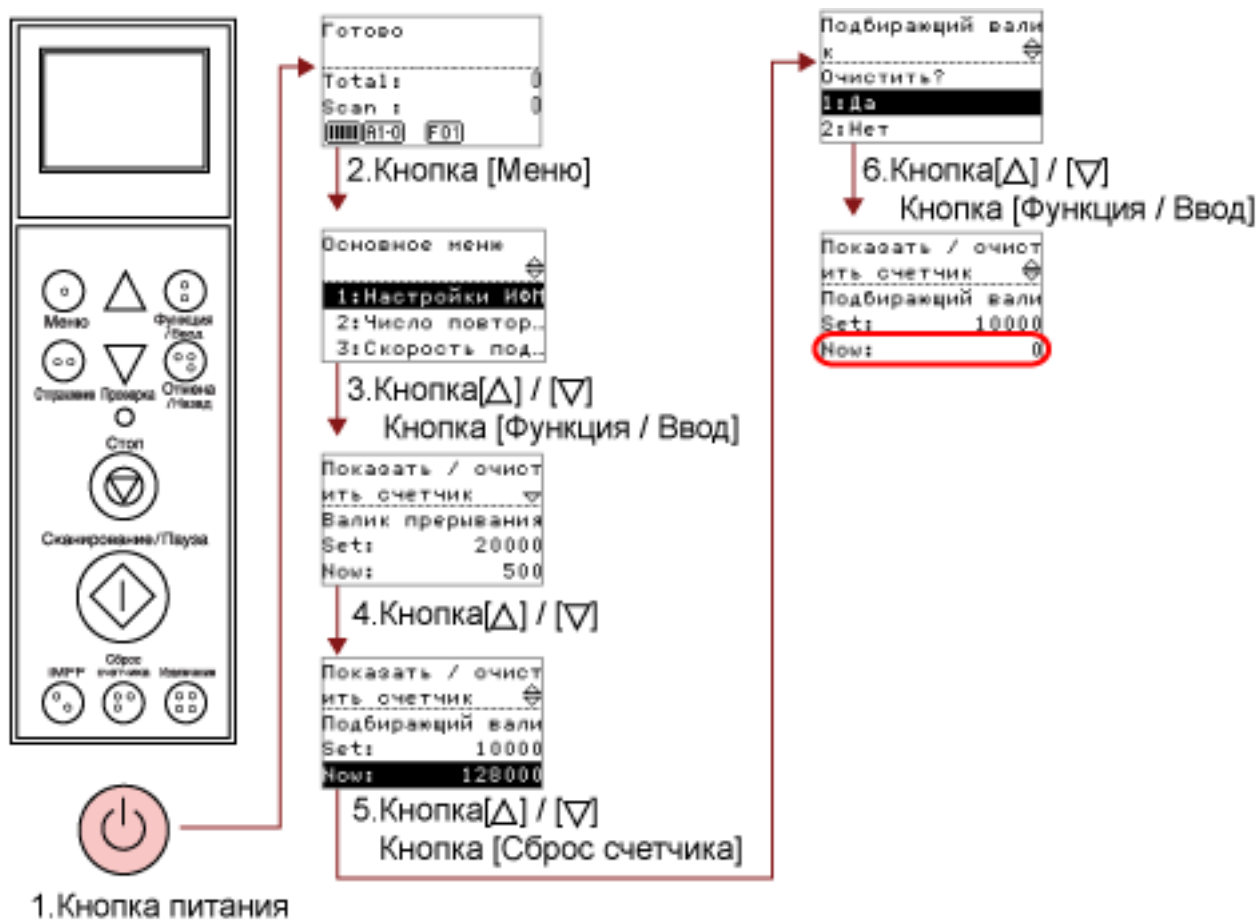 Меню
Функция
/Ввод
Отправление Проверка Отмена
/Назад
Стоп
Сканирование/Пауза
IMPP
Сброс
счетчика
Изменение
1.Кнопка питания
Готово
Total: 0
Scan : 0
A1-0 F 01
2.Кнопка [Меню]
Основное меню
1:Настройки ИФП
2:Число повтор..
3:Скорость под..
3.Кнопка[△] / [▽]
Кнопка [Функция / Ввод]
Показать / очист
ить счетчик
Валик прерывания
Set: 20000
Now: 500
4.Кнопка[△] / [▽]
Показать / очист
ить счетчик
Подбирающий вали
Set: 10000
Now: 128000
5.Кнопка[△] / [▽]
Кнопка [Сброс счетчика]
Подбирающий вали
к
Очистить?
1:Да
2:Нет
6.Кнопка[△] / [▽]
Кнопка [Функция / Ввод]
Показать / очист
ить счетчик
Подбирающий вали
Set: 10000
Now: 0